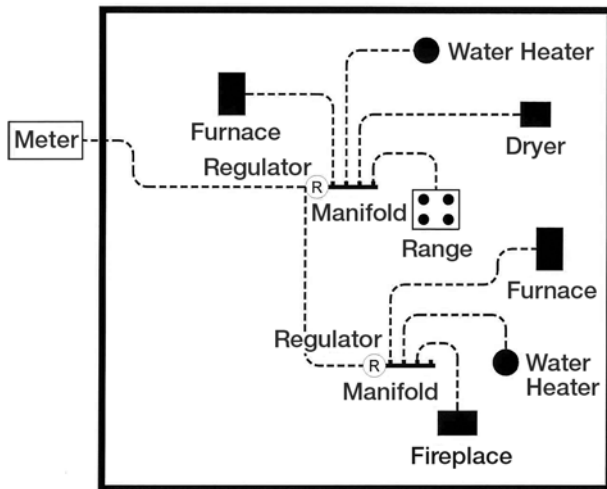 Water Heater
Furnace
Meter
Dryer
Regulator
R
Manifold
Range
Furnace
Regulator
R
Water
Heater
Manifold
Fireplace